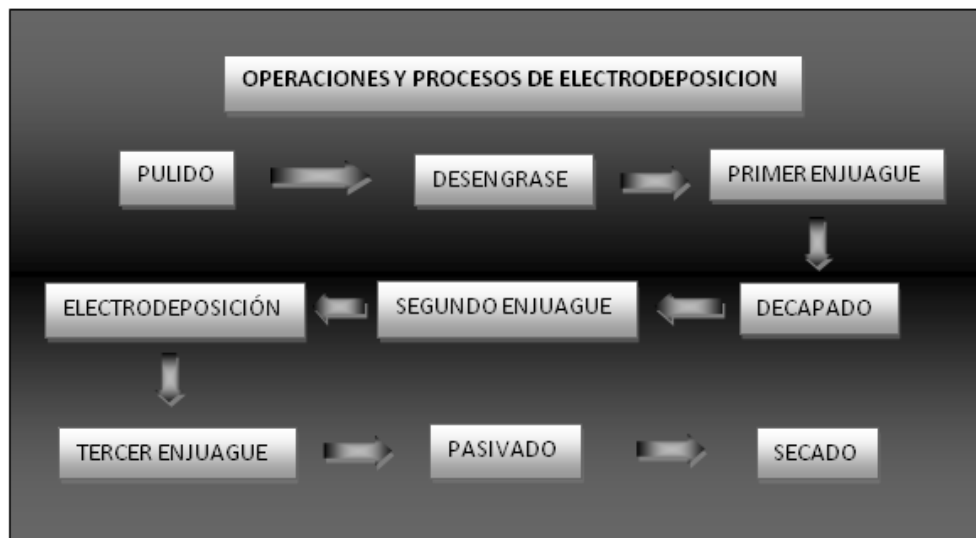 OPERACIONES Y PROCESOS DE ELECTRODEPOSICION
PULIDO
DESENGRASE
PRIMER ENJUAGUE
DECAPADO
SEGUNDO ENJUAGUE
ELECTRODEPOSICIÓN
TERCER ENJUAGUE
PASIVADO
SECADO